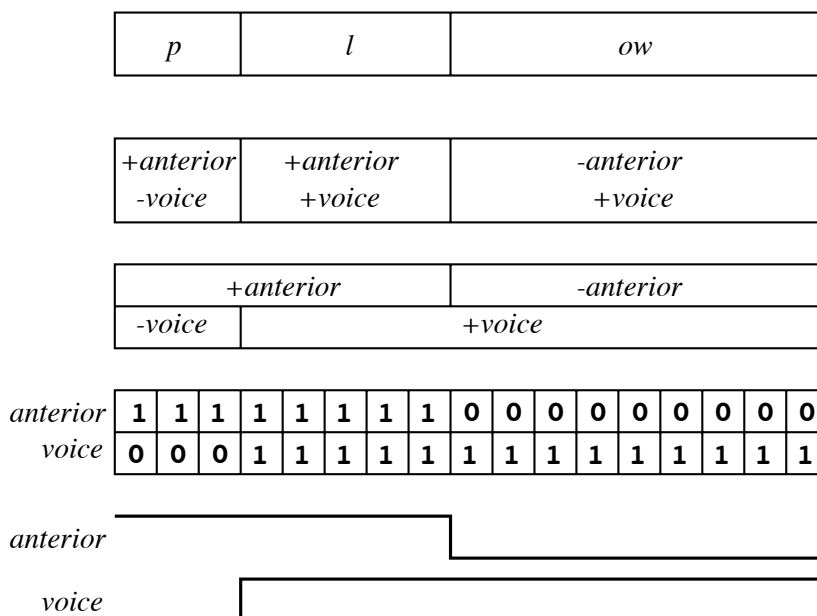 p l ow
+anterior +anterior -anterior
-voice +voice +voice
+anterior -anterior
-voice +voice
anterior 1 1 1 1 1 1 1 1 0 0 0 0 0 0 0 0 0
voice 0 0 0 1 1 1 1 1 1 1 1 1 1 1 1 1 1
anterior
voice